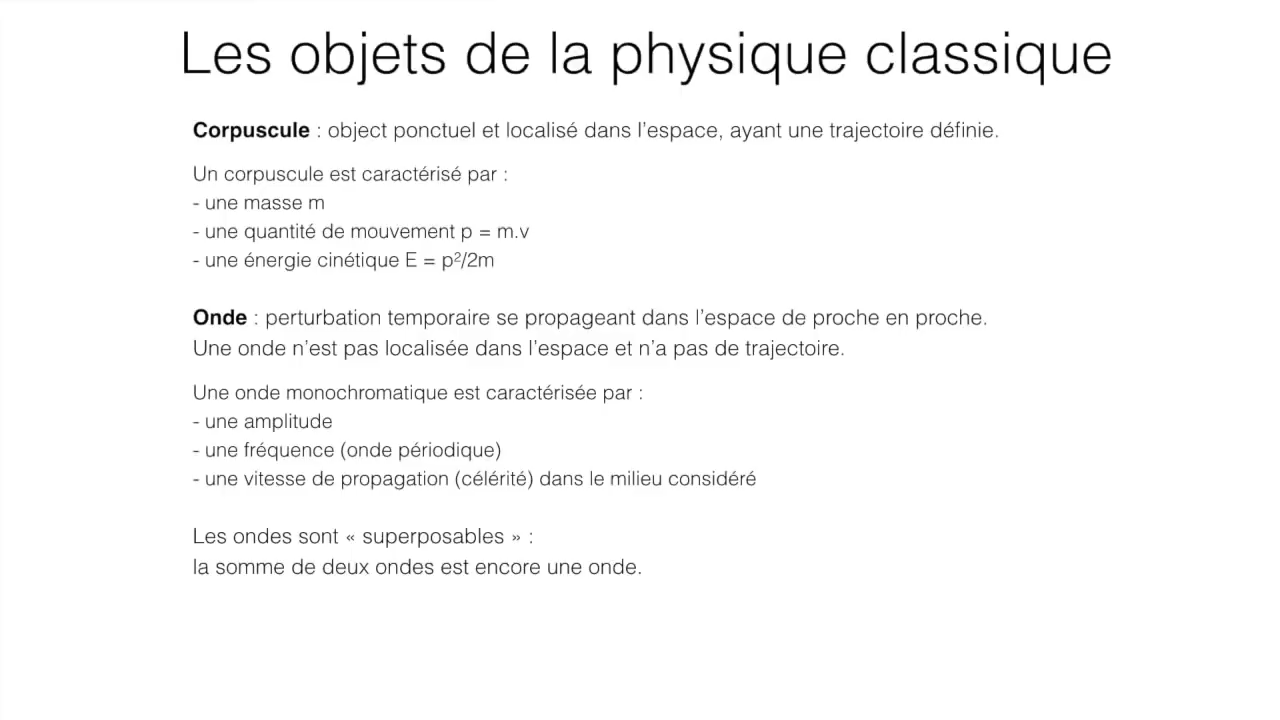 Les objets de la physique classique
Corpuscule : object ponctuel et localisé dans l’espace, ayant une trajectoire définie.
Un corpuscule est caractérisé par :
- une masse m
- une quantité de mouvement p = m.v
- une énergie cinétique E = p²/2m
Onde : perturbation temporaire se propageant dans l’espace de proche en proche.
Une onde n’est pas localisée dans l’espace et n’a pas de trajectoire.
Une onde monochromatique est caractérisée par :
- une amplitude
- une fréquence (onde périodique)
- une vitesse de propagation (célérité) dans le milieu considéré
Les ondes sont « superposables » :
la somme de deux ondes est encore une onde.